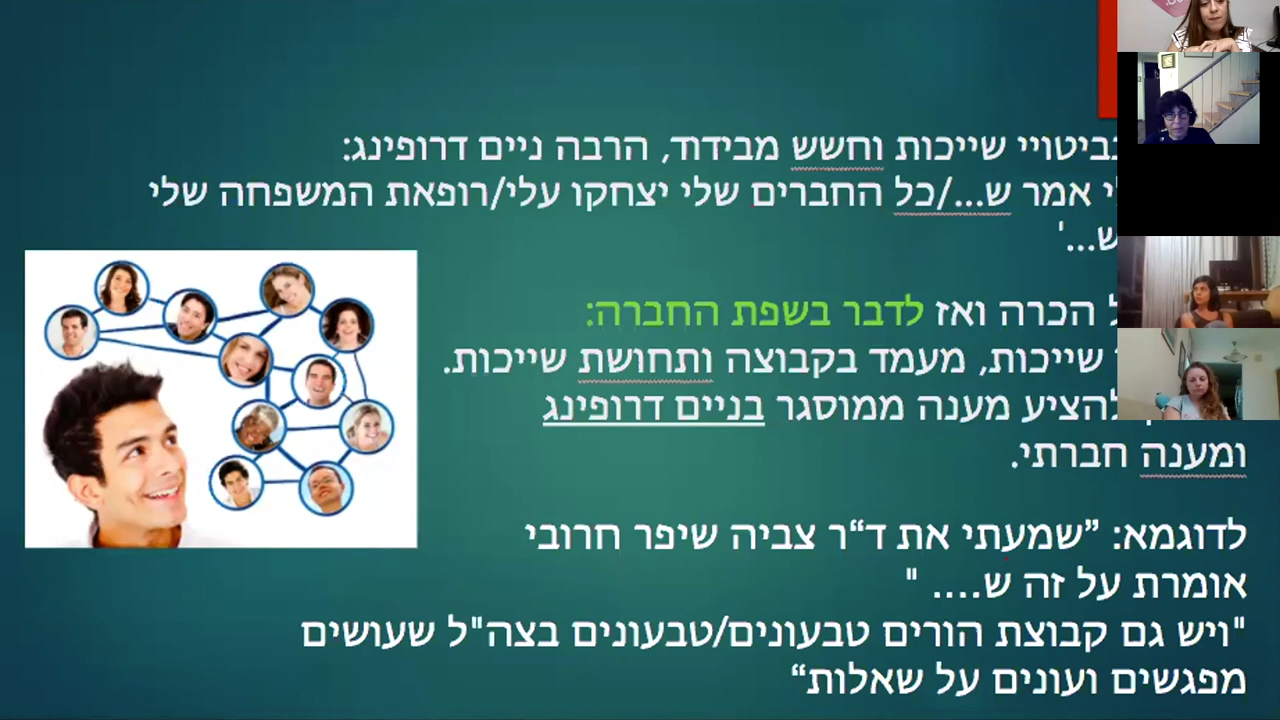 שייכות וחשש מבידוד, הרבה ניים דרופינג:
אמר ש.../כל החברים שלי יצחקו עלי/רופאת המשפחה שלי
ש...'
הכרה ואז לדבר בשפת החברה:
שייכות, מעמד בקבוצה ותחושת שייכות.
להציע מענה ממוסגר בניים דרופינג
ומענה חברתי.
לדוגמא: ”שמעתי את ד“ר צביה שיפר חרובי
אומרת על זה ש.... "
"ויש גם קבוצת הורים טבעונים/טבעונים בצה"ל שעושים
מפגשים ועונים על שאלות“